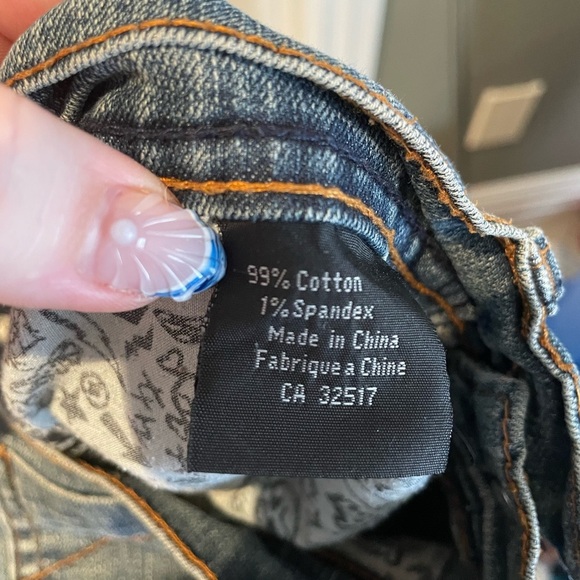 99% Cotton
1% Spandex
Made in China
Fabrique a Chine
CA 32517